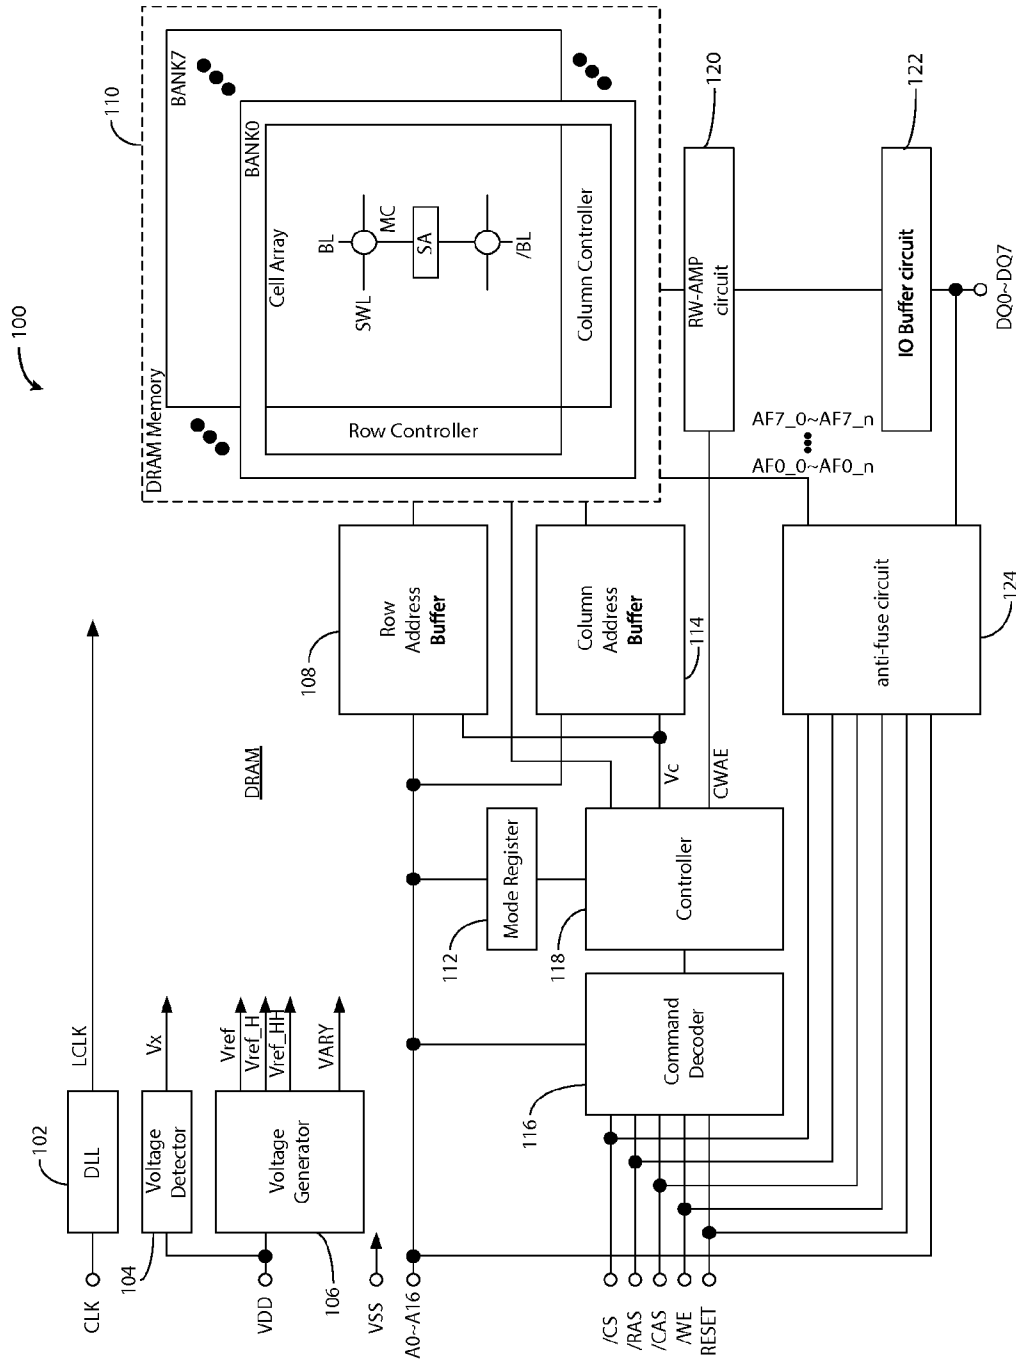 100
CLK
102
DLL
LCLK
104
Voltage
Detector
Vx
VDD
106
Voltage
Generator
Vref
Vref_H
Vref_HH
VARY
VSS
A0~A16
DRAM
108
Row
Address
Buffer
110
DRAM Memory
BANK7
BANK0
Cell Array
BL
MC
SWL
SA
/BL
Row Controller
Column Controller
112
Mode Register
114
Column
Address
Buffer
116
Command
Decoder
118
Controller
Vc
CWAE
/CS
/RAS
/CAS
/WE
RESET
120
RW-AMP
circuit
122
IO Buffer circuit
DQ0~DQ7
AF7_0~AF7_n
AF0_0~AF0_n
anti-fuse circuit
124